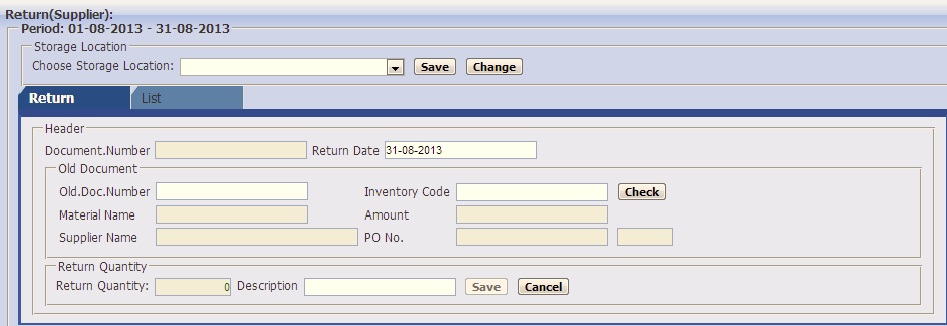 Return(Supplier):
Period: 01-08-2013 - 31-08-2013
Storage Location
Choose Storage Location: Save Change
Return List
Header
Document.Number Return Date 31-08-2013
Old Document
Old.Doc.Number Inventory Code Check
Material Name Amount
Supplier Name PO No.
Return Quantity
Return Quantity: 0 Description Save Cancel